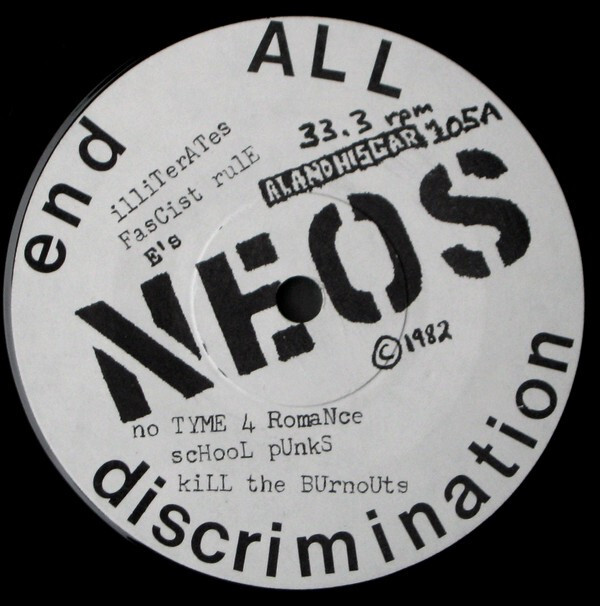 end ALL
discrimination
33.3 rpm
ALANDHISCAR 105A
illiTerATes
FasCist rulE
E's
NEOS
© 1982
no TYME 4 RomaNce
scHooL pUnkS
kiLL the BUrnoUts